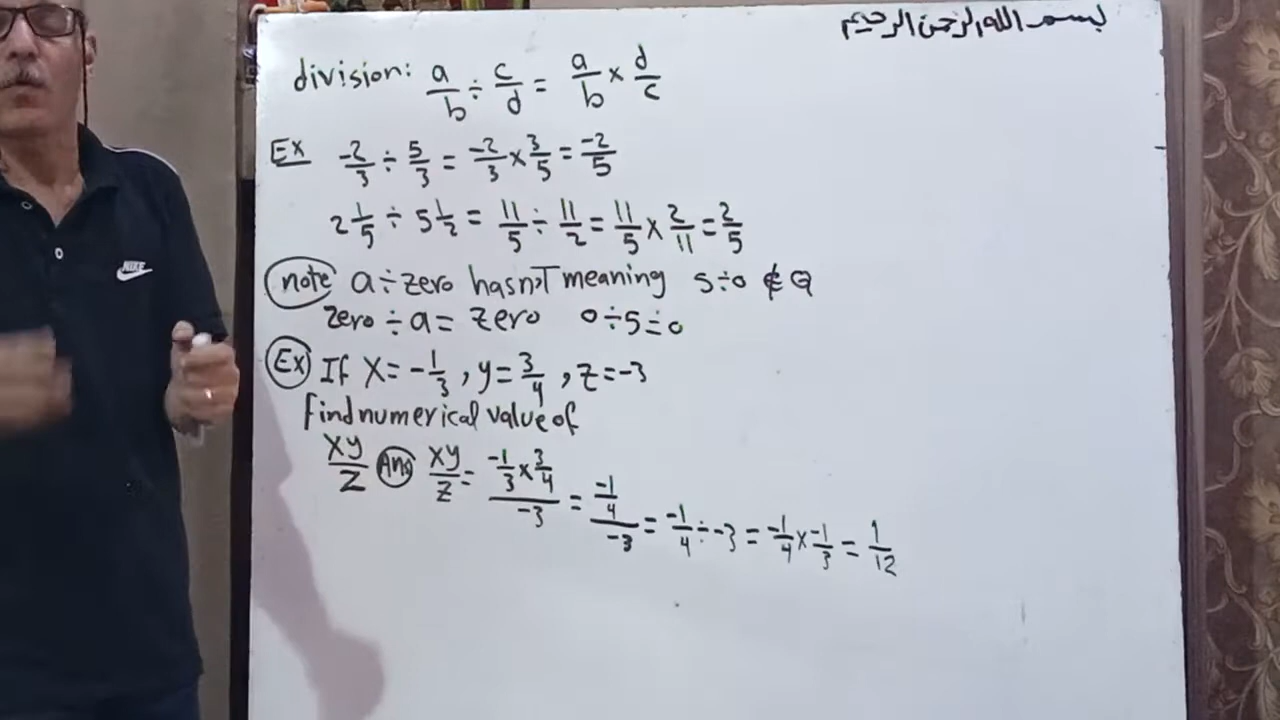 بسم الله الرحمن الرحيم
division: a/b ÷ c/d = a/b × d/c
Ex -2/3 ÷ 5/3 = -2/3 × 3/5 = -2/5
2 1/5 ÷ 5 1/2 = 11/5 ÷ 11/2 = 11/5 × 2/11 = 2/5
note a ÷ zero hasn't meaning 5 ÷ 0 ∉ Q
zero ÷ a = zero 0 ÷ 5 = 0
Ex If X = -1/3 , y = 3/4 , z = -3
Find numerical value of
XY/Z Ans XY/Z = (-1/3 × 3/4)/-3 = (-1/4)/-3 = -1/4 ÷ -3 = -1/4 × -1/3 = 1/12
NIKE